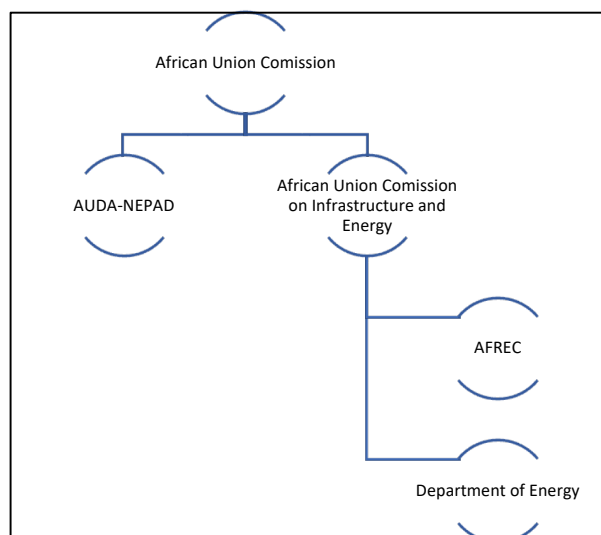 African Union Comission
AUDA-NEPAD
African Union Comission
on Infrastructure and
Energy
AFREC
Department of Energy